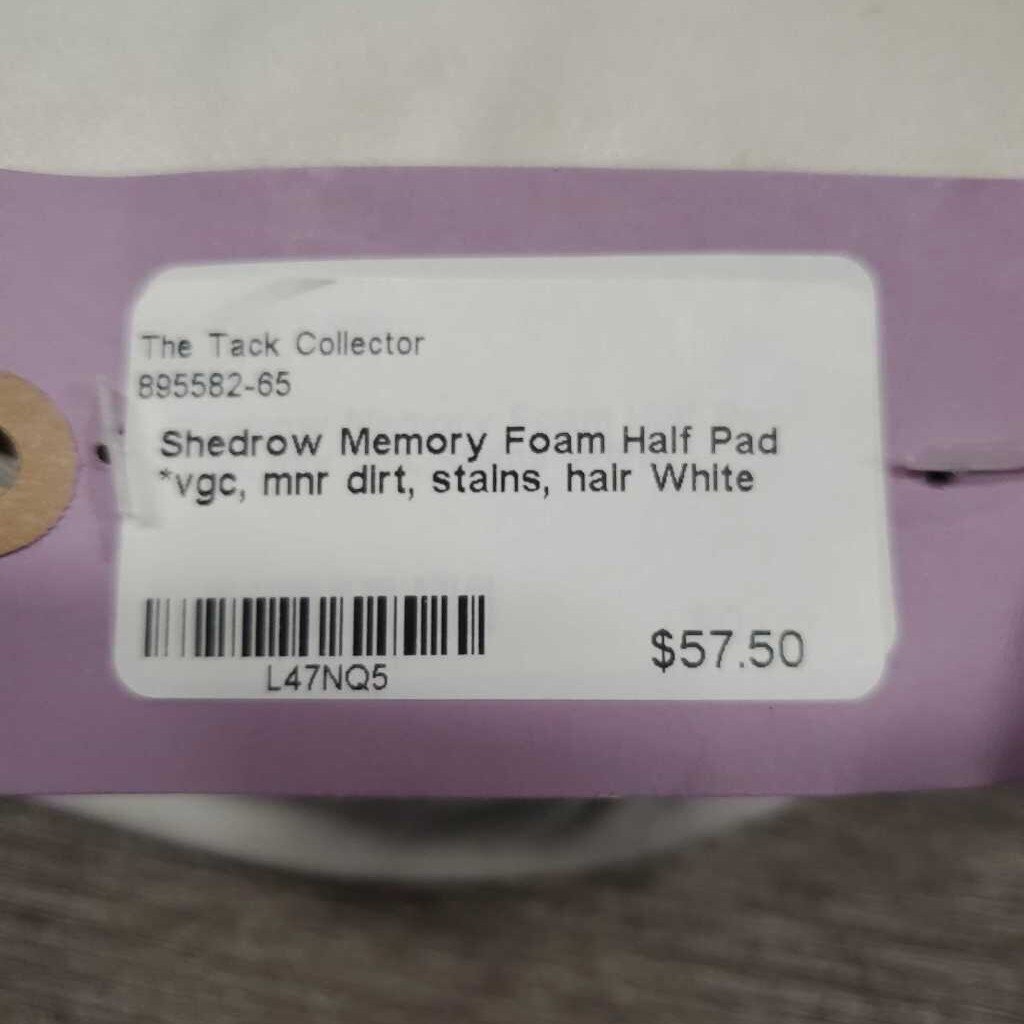 The Tack Collector
895582-65
Shedrow Memory Foam Half Pad
*vgc, mnr dirt, stains, hair White
L47NQ5
$57.50